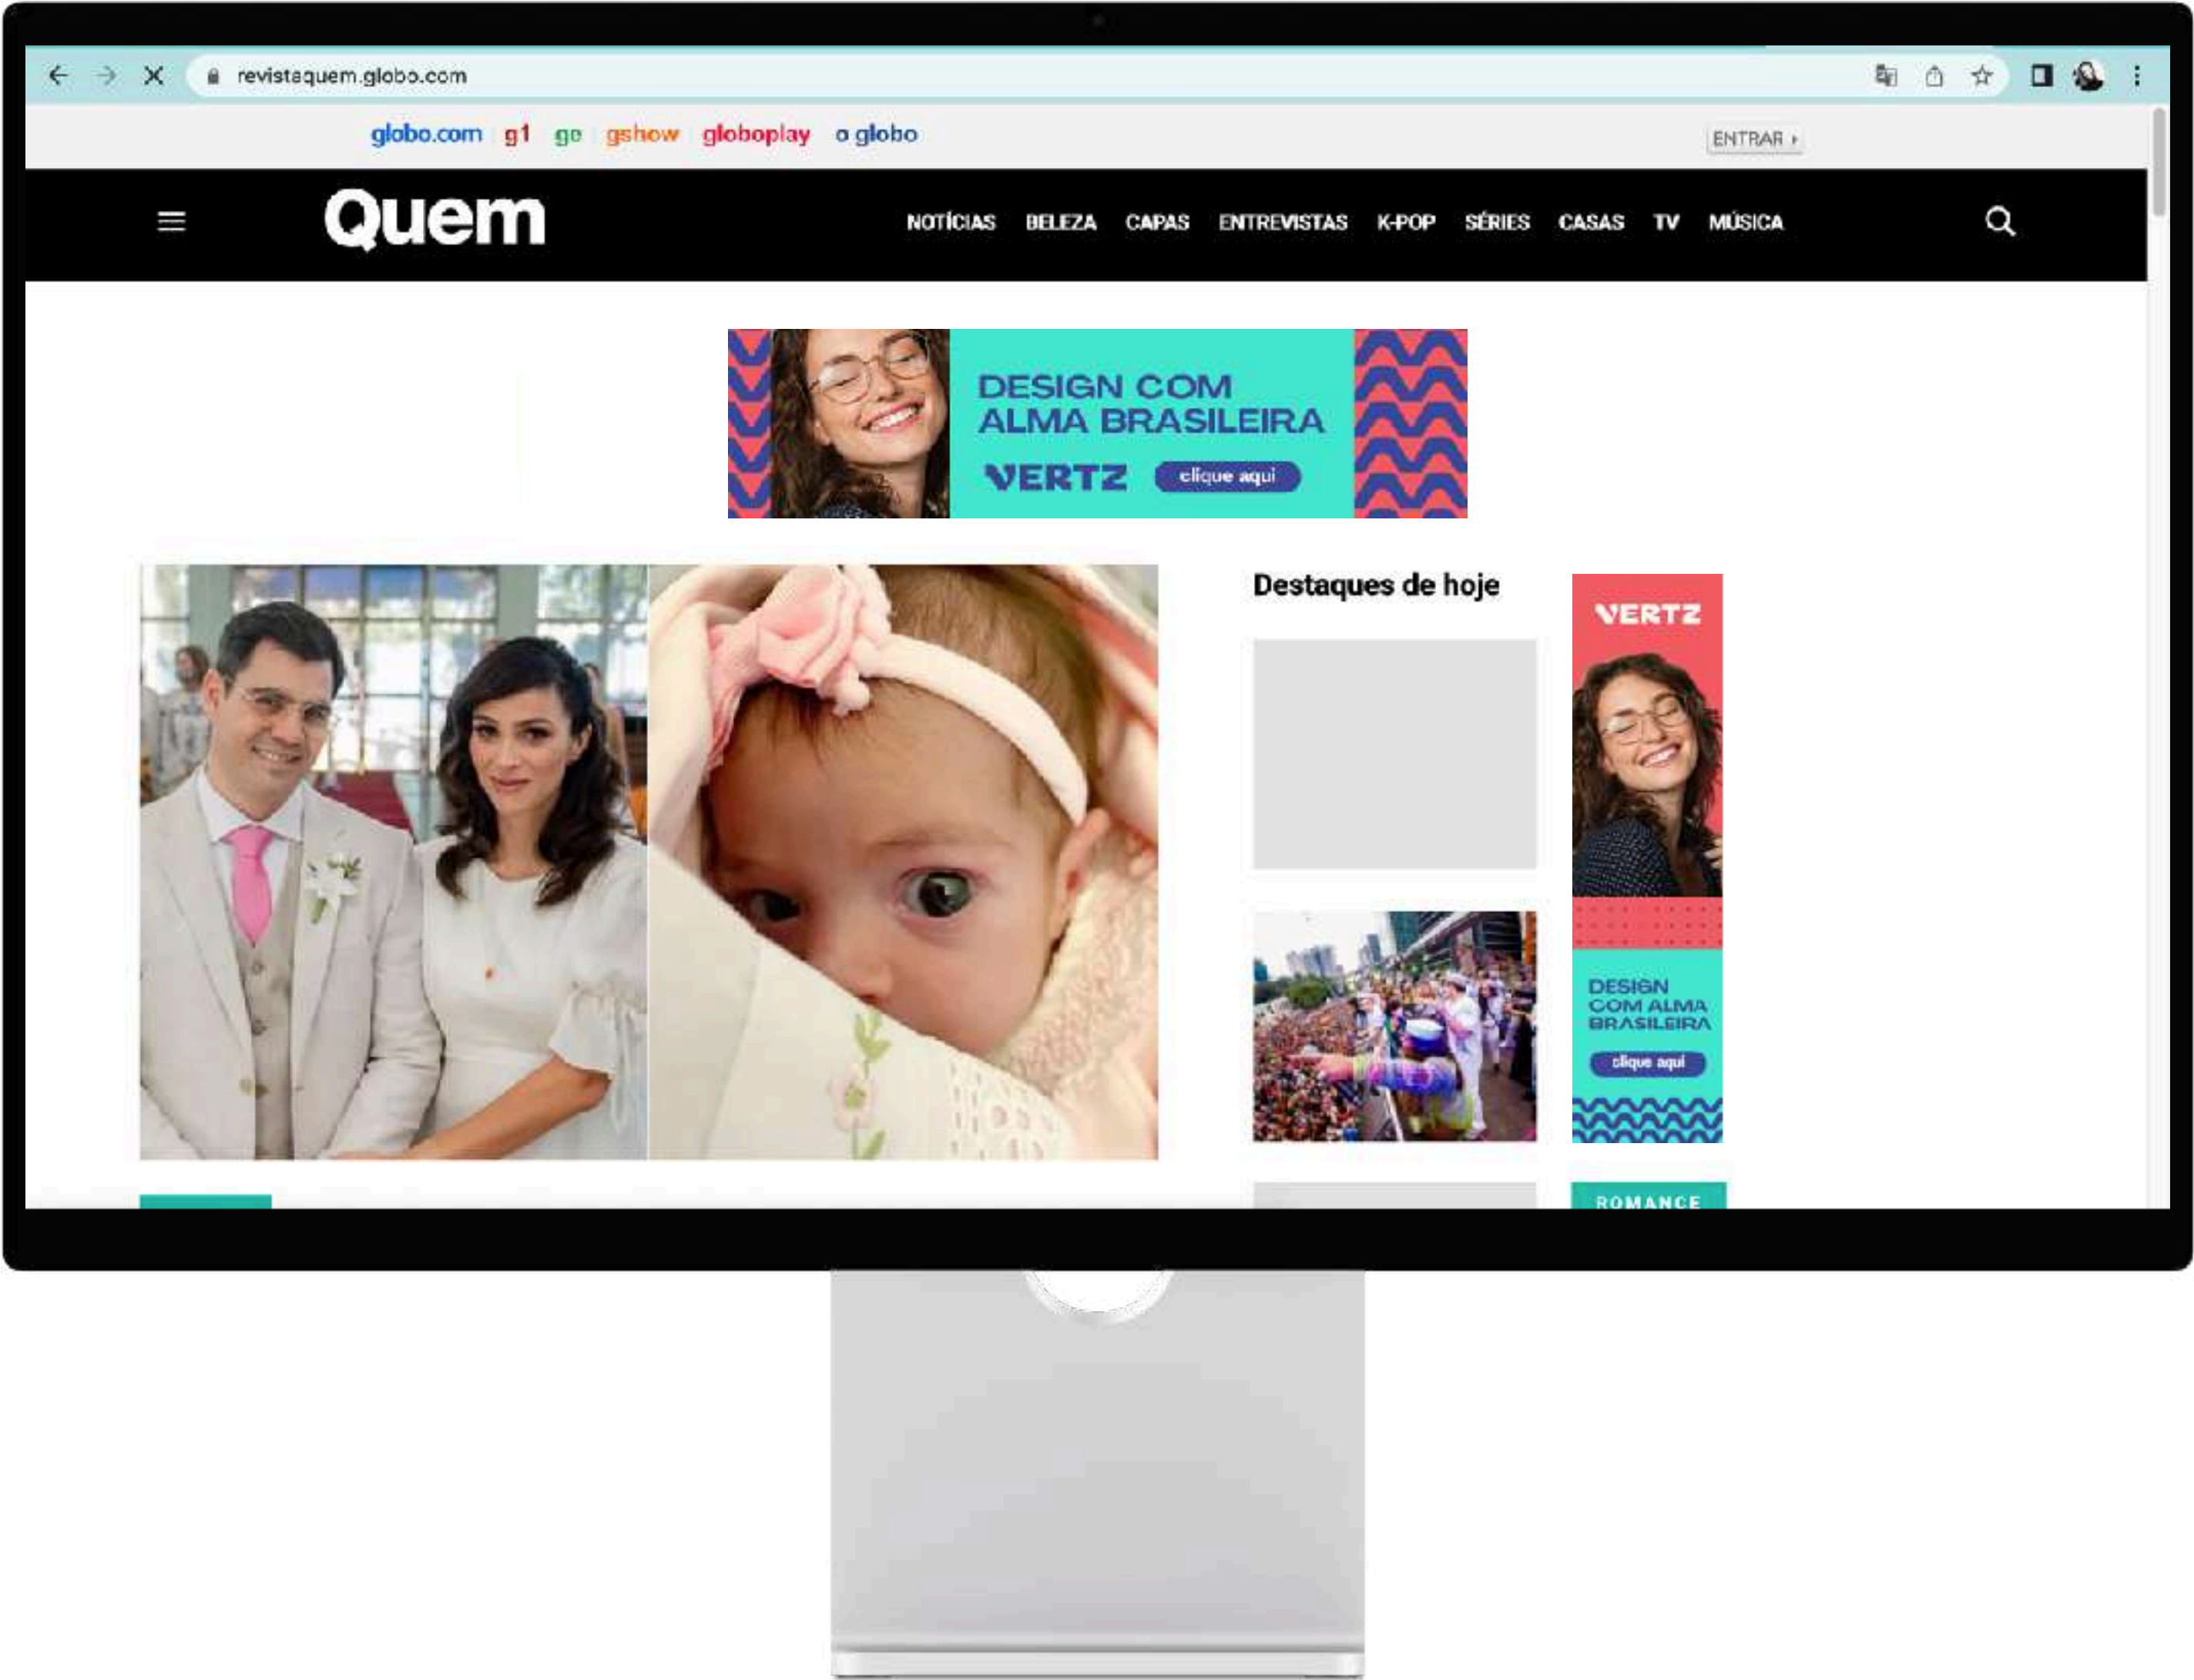 revistaquem.globo.com
globo.com g1 ge gshow globoplay o globo
ENTRAR
Quem
NOTÍCIAS BELEZA CAPAS ENTREVISTAS K-POP SÉRIES CASAS TV MÚSICA
DESIGN COM
ALMA BRASILEIRA
VERTZ clique aqui
Destaques de hoje
VERTZ
DESIGN
COM ALMA
BRASILEIRA
clique aqui
ROMANCE